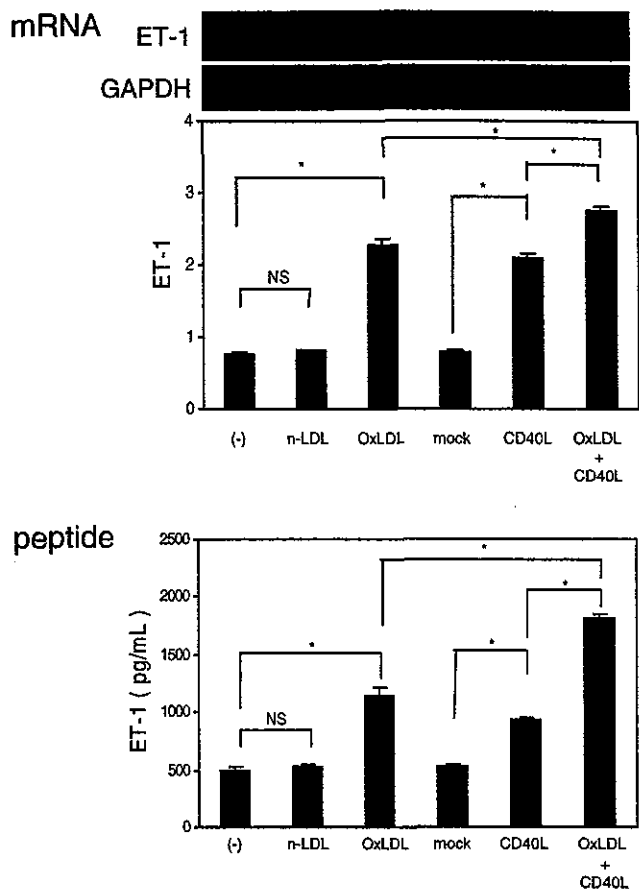 mRNA
ET-1
GAPDH
4
3
2
1
0
ET-1
*
*
*
*
NS
(-)
n-LDL
OxLDL
mock
CD40L
OxLDL
+
CD40L
peptide
2500
2000
1500
1000
500
0
ET-1 ( pg/mL )
*
*
*
*
NS
(-)
n-LDL
OxLDL
mock
CD40L
OxLDL
+
CD40L